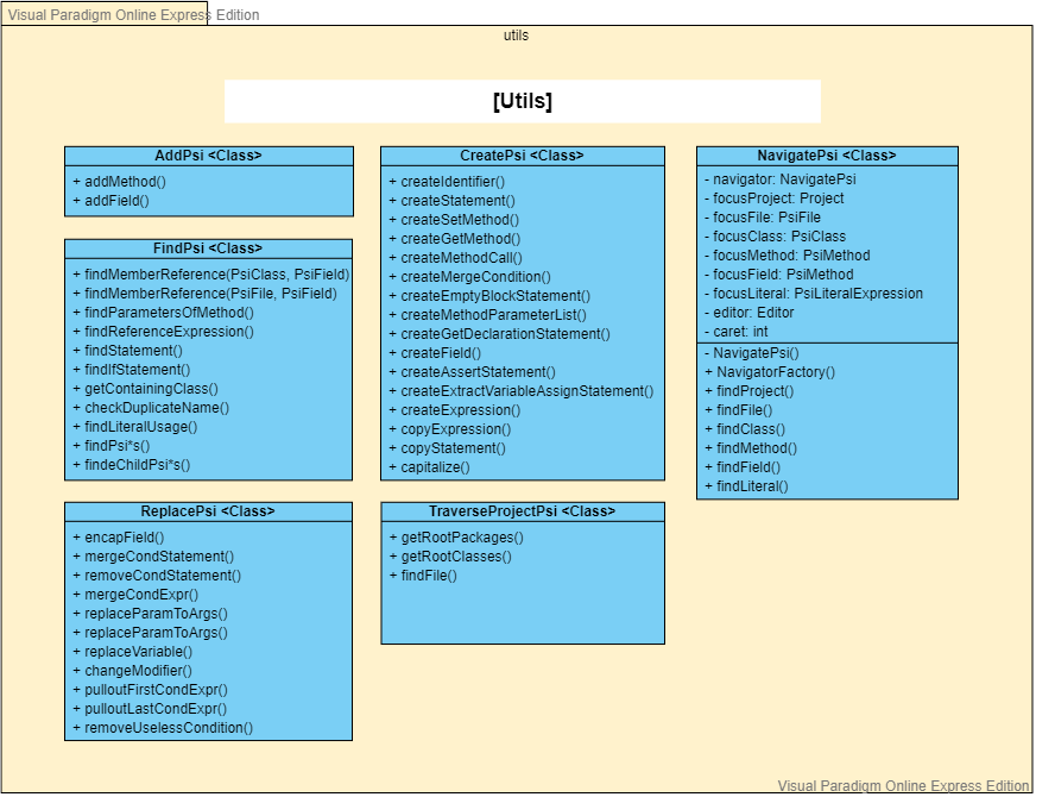 Visual Paradigm Online Express Edition
utils
[Utils]
AddPsi <Class>
+ addMethod()
+ addField()
FindPsi <Class>
+ findMemberReference(PsiClass, PsiField)
+ findMemberReference(PsiFile, PsiField)
+ findParametersOfMethod()
+ findReferenceExpression()
+ findStatement()
+ findIfStatement()
+ getContainingClass()
+ checkDuplicateName()
+ findLiteralUsage()
+ findPsi*s()
+ findeChildPsi*s()
ReplacePsi <Class>
+ encapField()
+ mergeCondStatement()
+ removeCondStatement()
+ mergeCondExpr()
+ replaceParamToArgs()
+ replaceParamToArgs()
+ replaceVariable()
+ changeModifier()
+ pulloutFirstCondExpr()
+ pulloutLastCondExpr()
+ removeUselessCondition()
CreatePsi <Class>
+ createIdentifier()
+ createStatement()
+ createSetMethod()
+ createGetMethod()
+ createMethodCall()
+ createMergeCondition()
+ createEmptyBlockStatement()
+ createMethodParameterList()
+ createGetDeclarationStatement()
+ createField()
+ createAssertStatement()
+ createExtractVariableAssignStatement()
+ createExpression()
+ copyExpression()
+ copyStatement()
+ capitalize()
TraverseProjectPsi <Class>
+ getRootPackages()
+ getRootClasses()
+ findFile()
NavigatePsi <Class>
- navigator: NavigatePsi
- focusProject: Project
- focusFile: PsiFile
- focusClass: PsiClass
- focusMethod: PsiMethod
- focusField: PsiMethod
- focusLiteral: PsiLiteralExpression
- editor: Editor
- caret: int
- NavigatePsi()
+ NavigatorFactory()
+ findProject()
+ findFile()
+ findClass()
+ findMethod()
+ findField()
+ findLiteral()
Visual Paradigm Online Express Edition